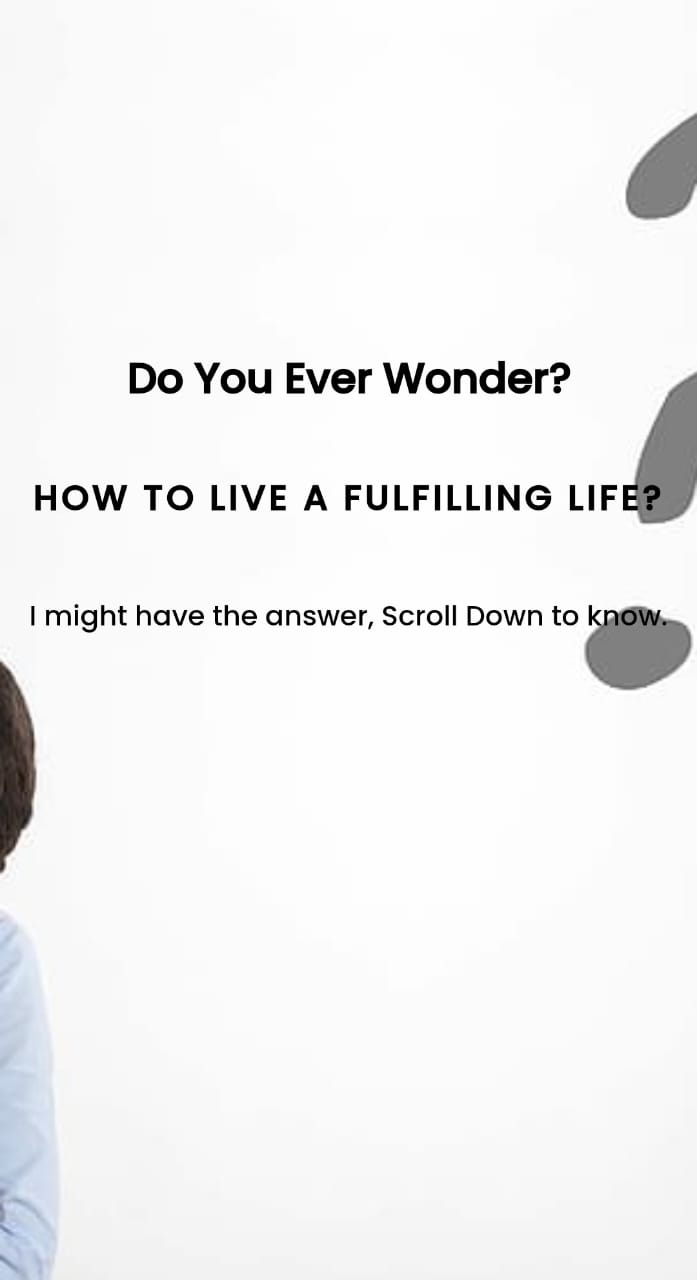 Do You Ever Wonder?
HOW TO LIVE A FULFILLING LIFE?
I might have the answer, Scroll Down to know.